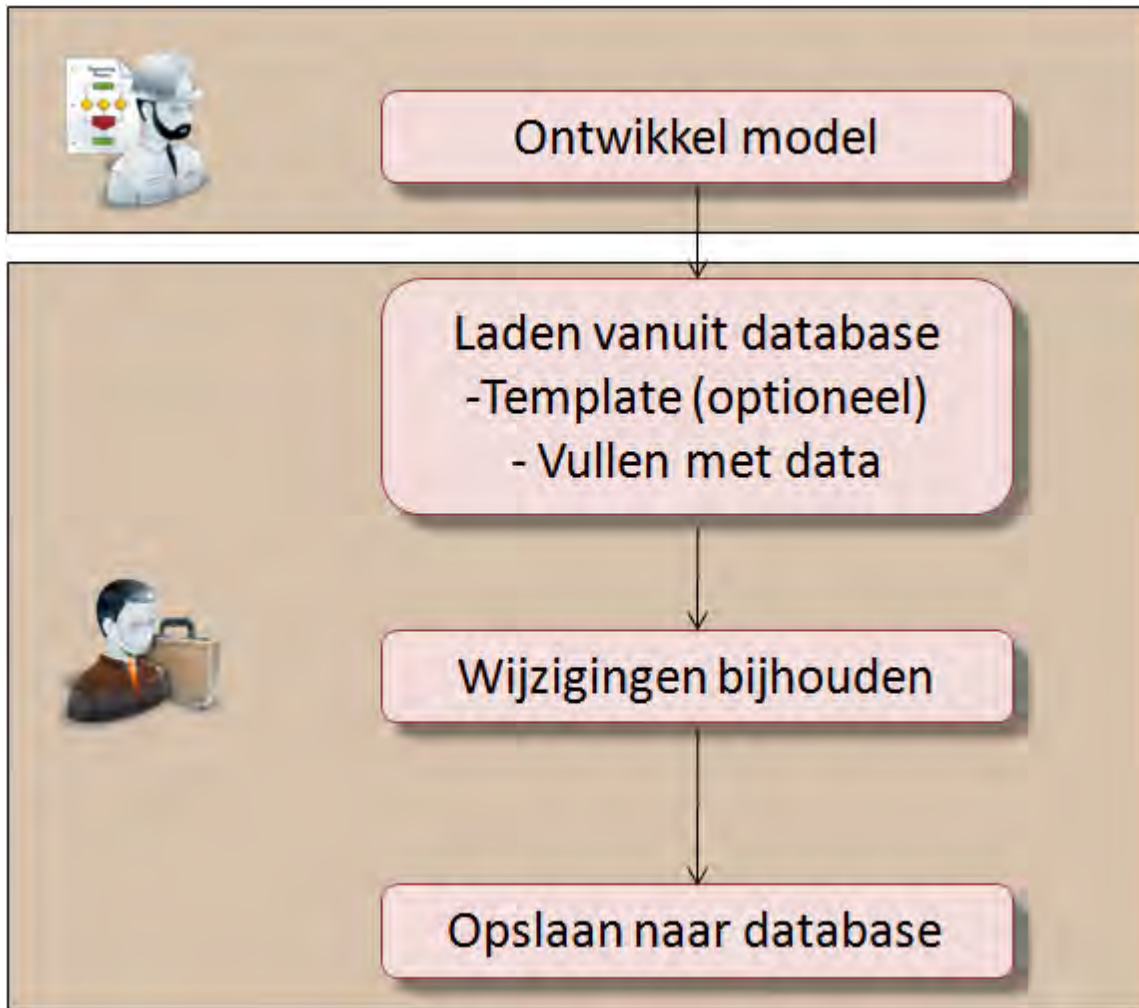 Ontwikkel model
Laden vanuit database
-Template (optioneel)
- Vullen met data
Wijzigingen bijhouden
Opslaan naar database